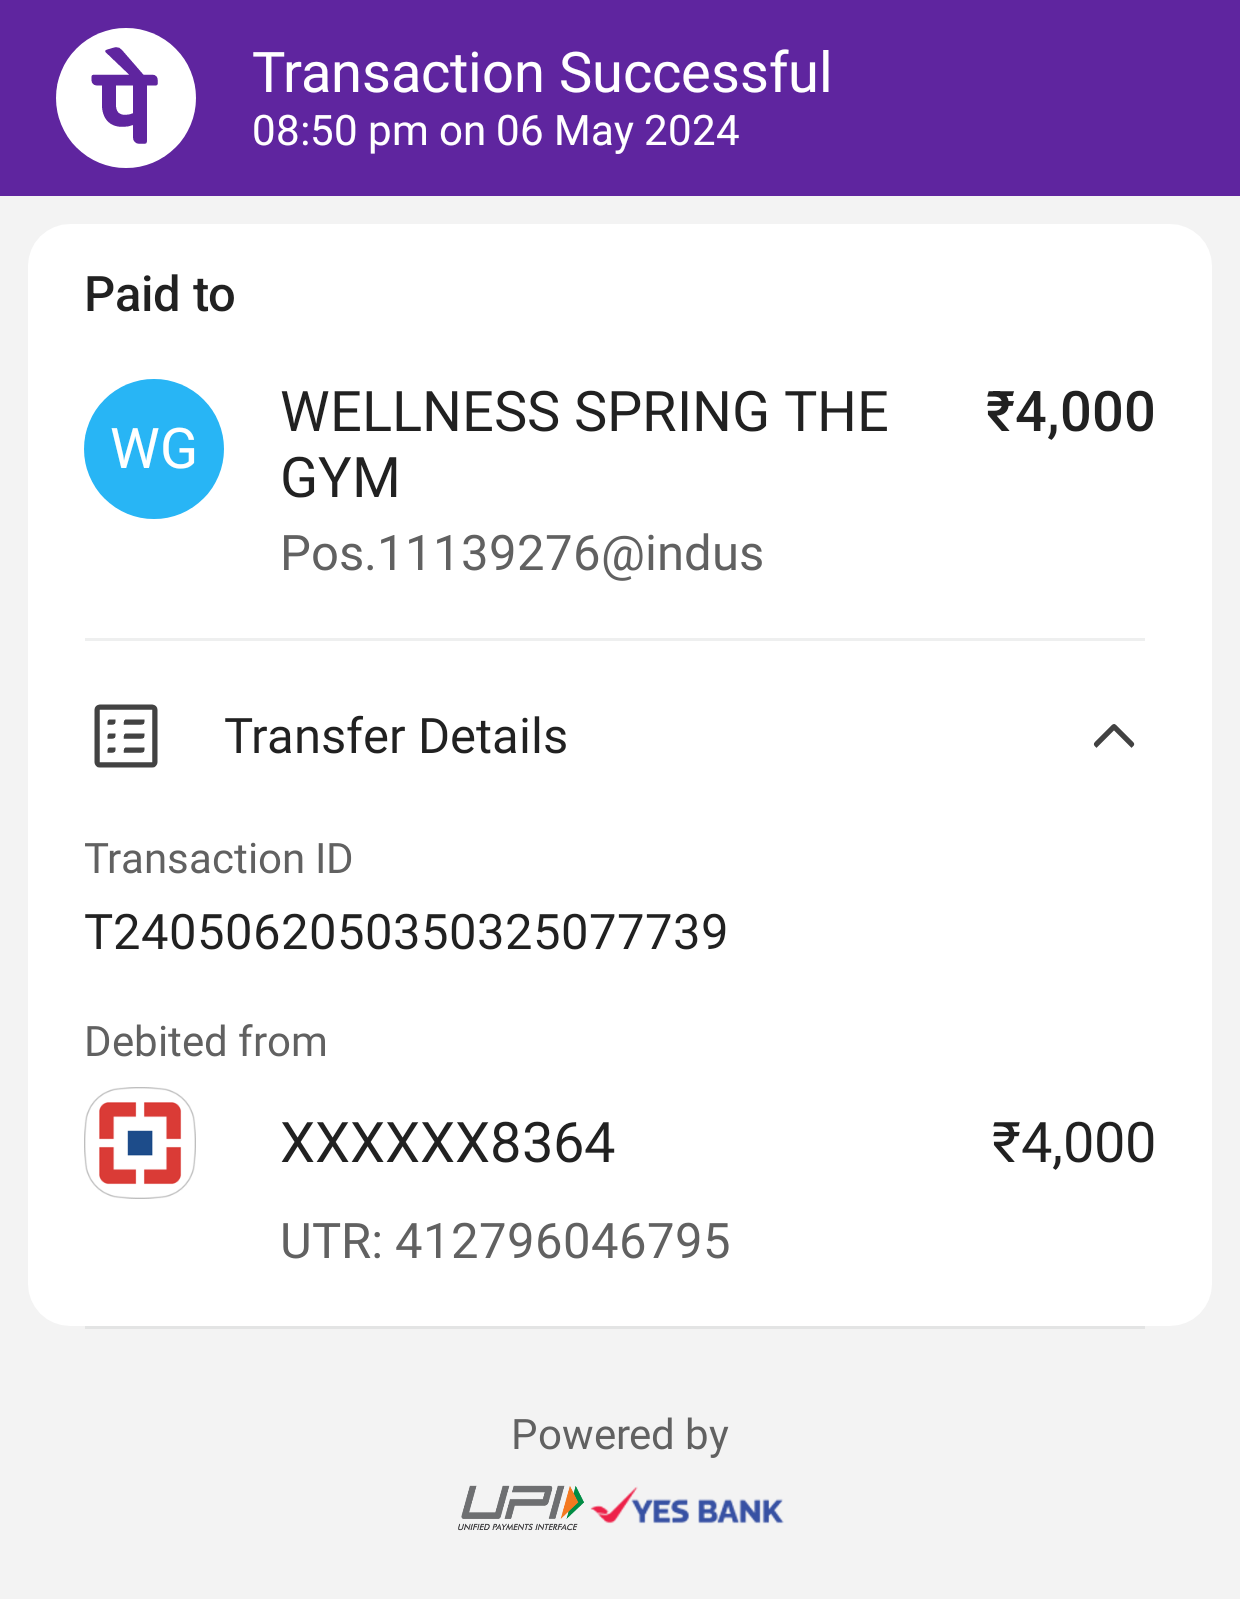 पे
Transaction Successful
08:50 pm on 06 May 2024
Paid to
WG
WELLNESS SPRING THE
GYM
₹4,000
Pos.11139276@indus
Transfer Details
Transaction ID
T2405062050350325077739
Debited from
XXXXXX8364
₹4,000
UTR: 412796046795
Powered by
UPI
UNIFIED PAYMENTS INTERFACE
YES BANK